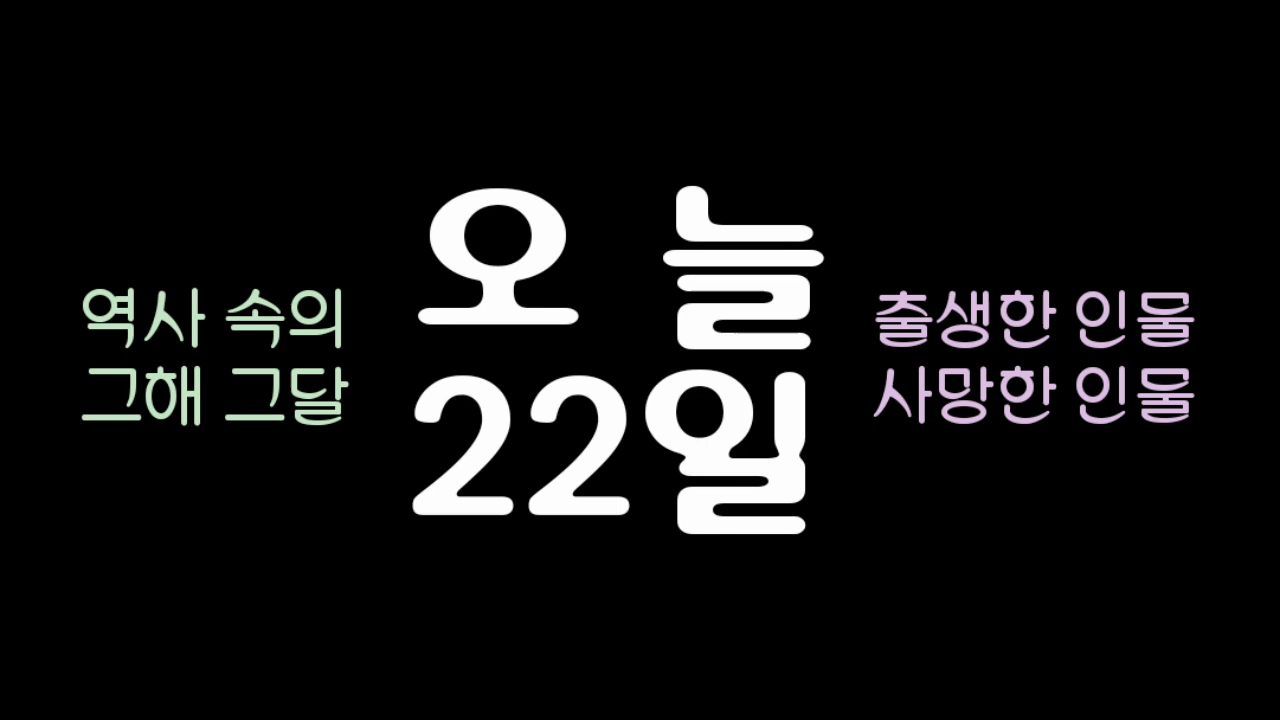 역사 속의
그해 그달
오 늘
22일
출생한 인물
사망한 인물